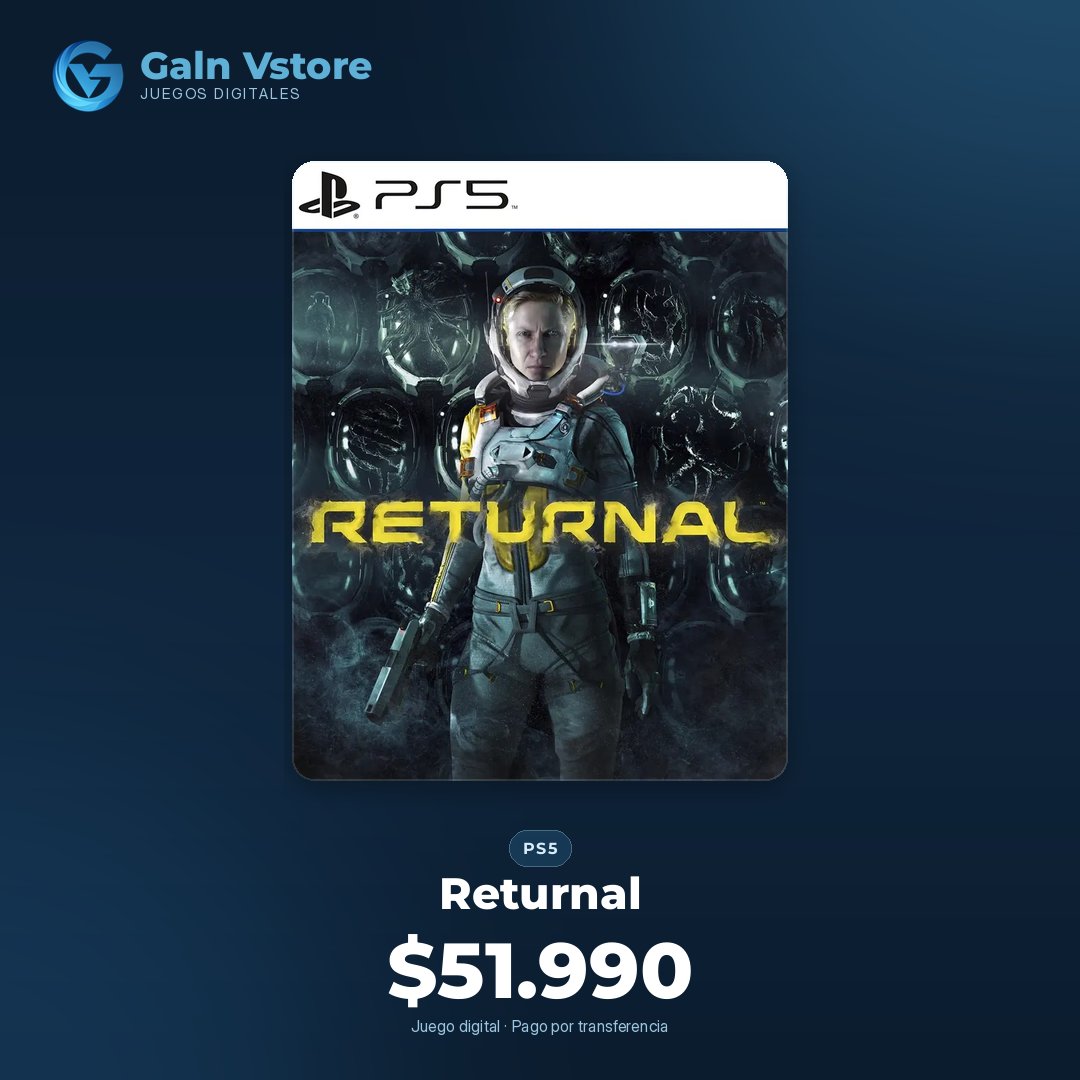 Galn Vstore
JUEGOS DIGITALES
PS5
RETURNAL
PS5
Returnal
$51.990
Juego digital · Pago por transferencia